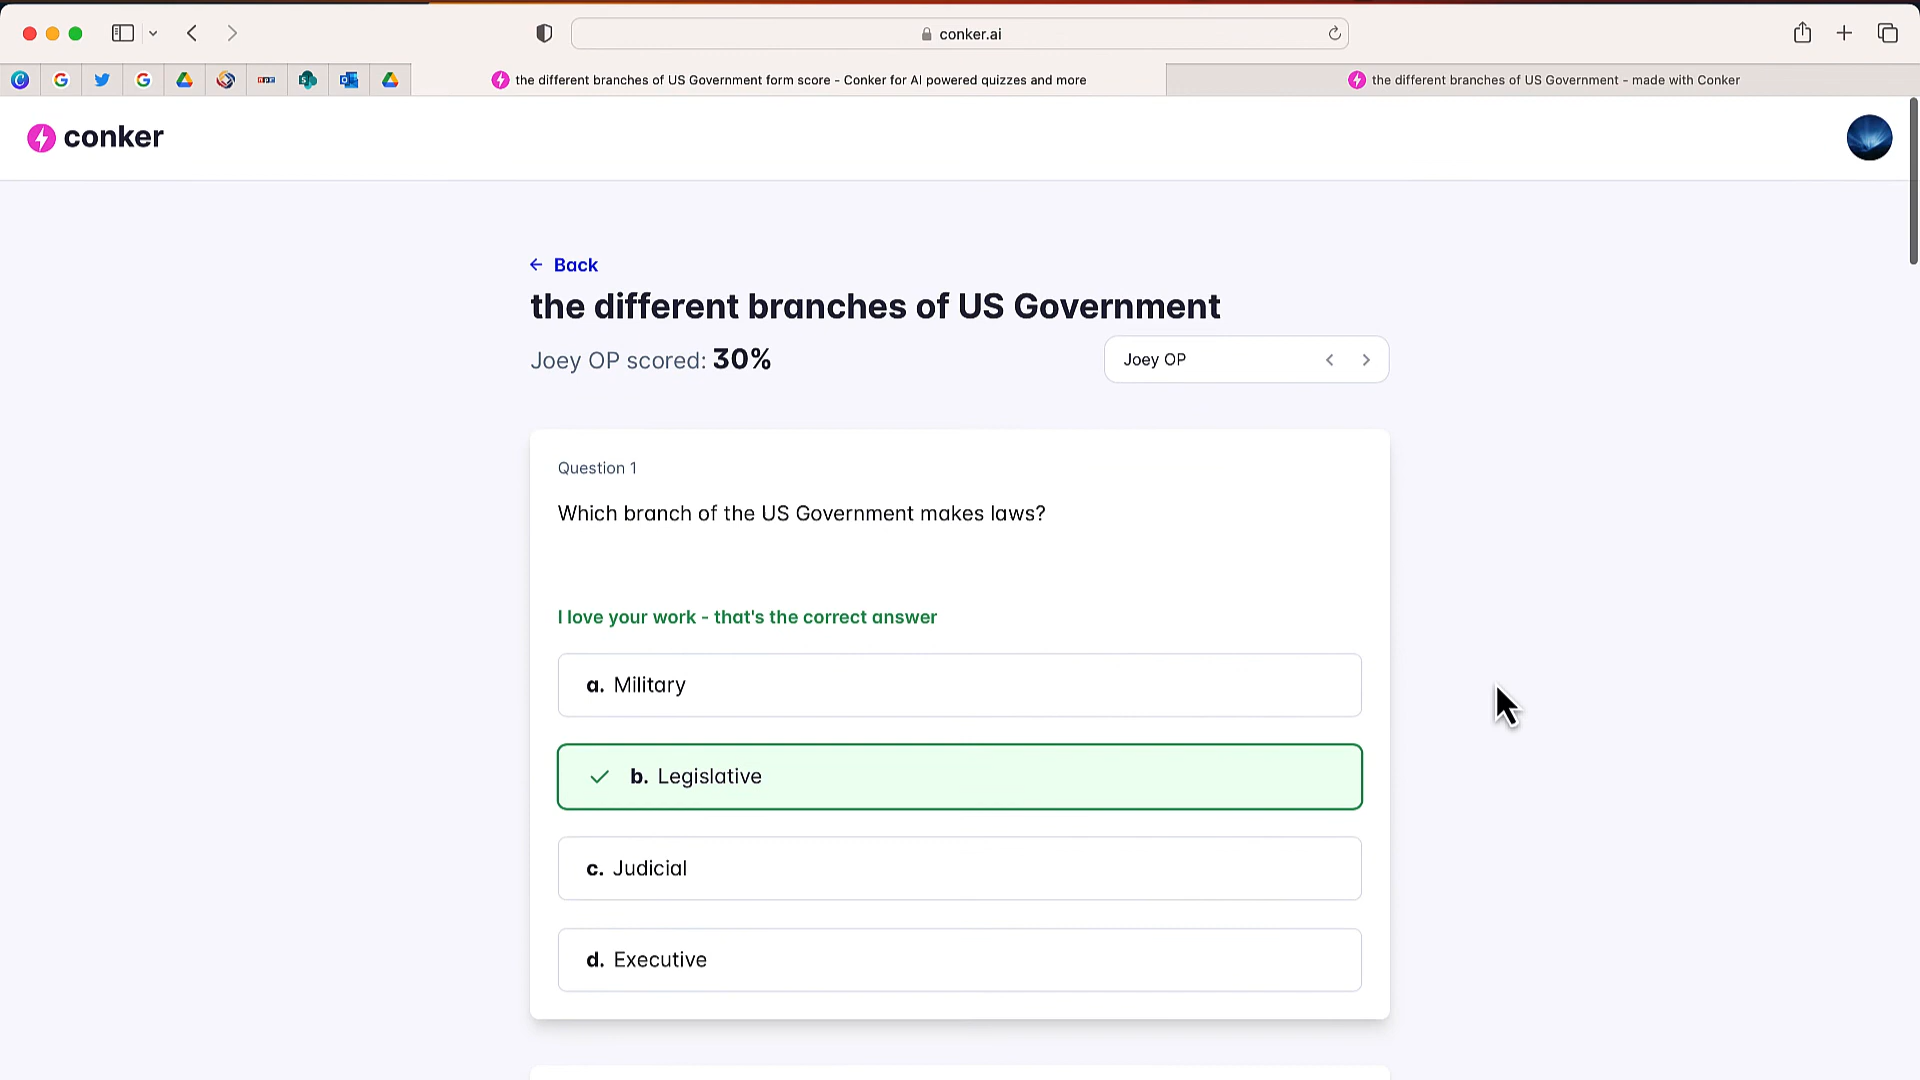 conker.ai
the different branches of US Government form score - Conker for AI powered quizzes and more
the different branches of US Government - made with Conker
conker
← Back
the different branches of US Government
Joey OP scored: 30%
Joey OP
Question 1
Which branch of the US Government makes laws?
I love your work - that's the correct answer
a. Military
b. Legislative
c. Judicial
d. Executive